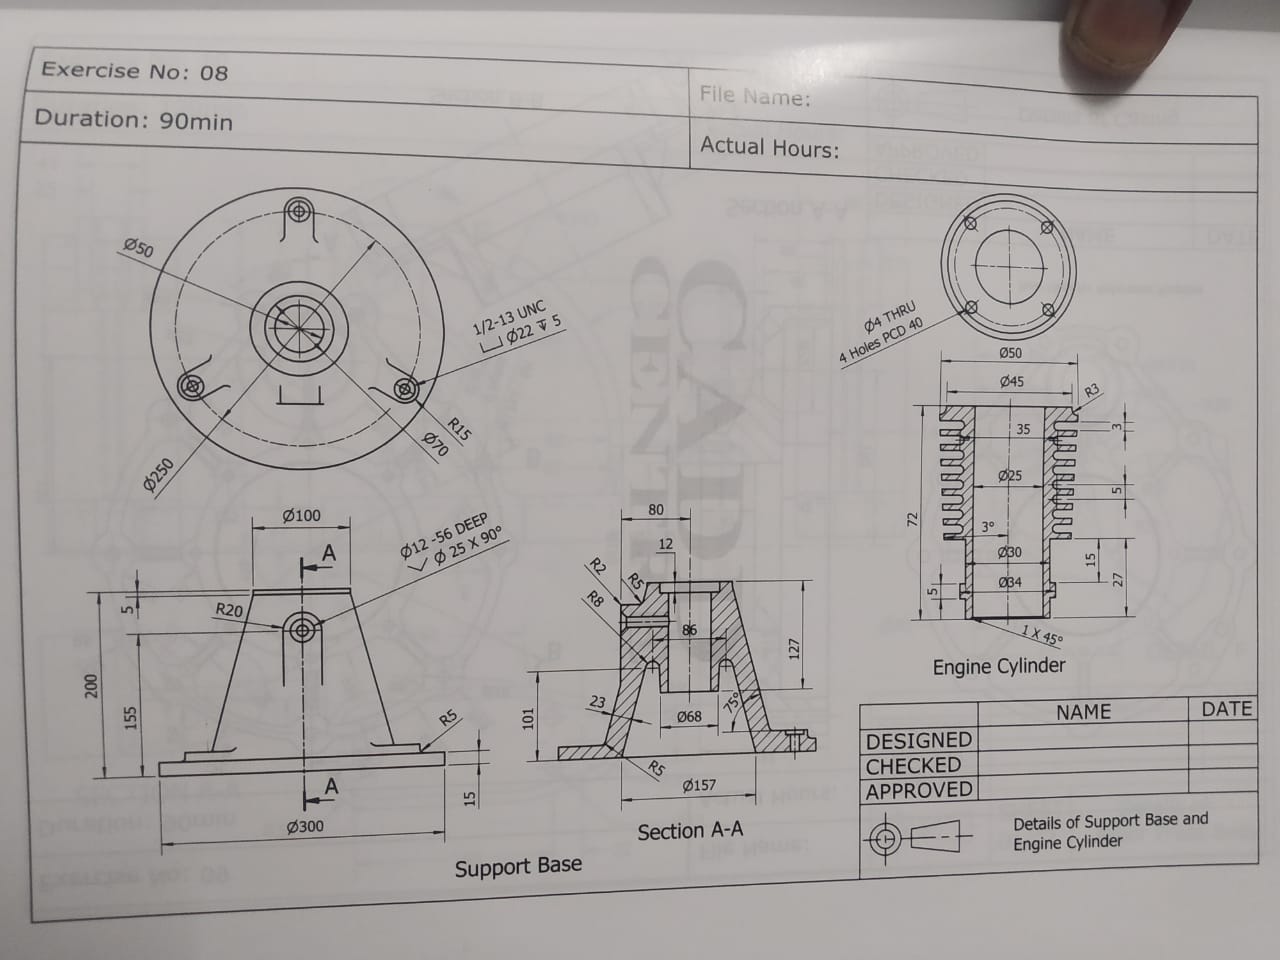 Exercise No: 08
File Name:
Duration: 90min
Actual Hours:
Ø50
1/2-13 UNC
⌴ Ø22 ↧ 5
R15
Ø70
Ø250
Ø4 THRU
4 Holes PCD 40
Ø50
Ø45
R3
35
3
Ø25
5
72
3°
Ø30
15
27
Ø34
5
1 X 45°
Engine Cylinder
Ø100
A
Ø12 -56 DEEP
⌵ Ø 25 X 90°
5
R20
200
155
R5
A
15
Ø300
80
12
R2
R5
R8
86
127
101
23
Ø68
75°
R5
Ø157
Section A-A
Support Base
CADD
CENTRE
NAME
DATE
DESIGNED
CHECKED
APPROVED
Details of Support Base and
Engine Cylinder